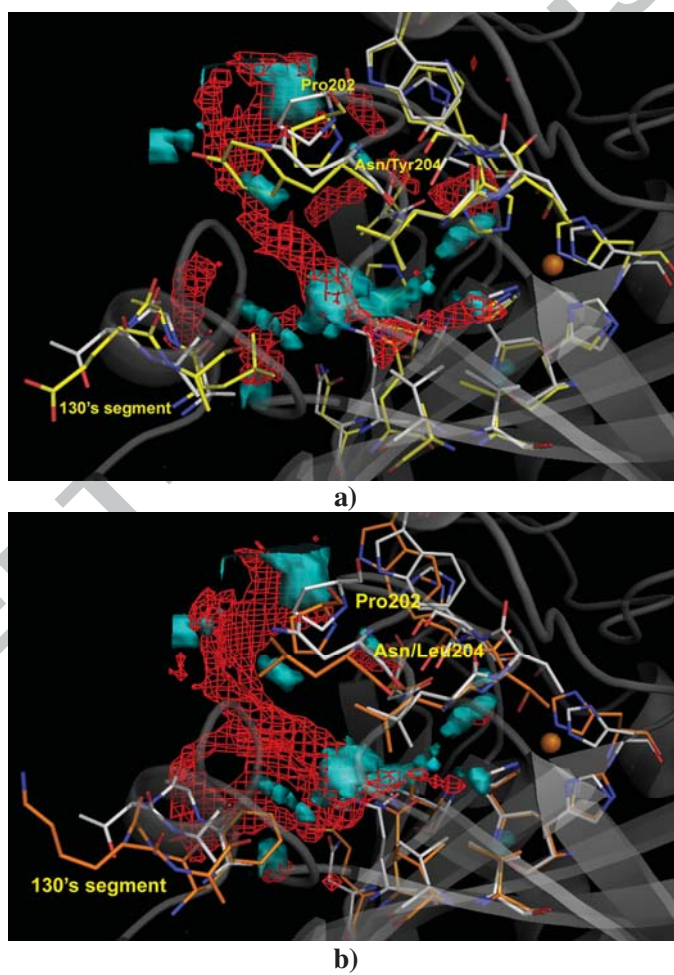 Pro202
Asn/Tyr204
130's segment
a)
Pro202
Asn/Leu204
130's segment
b)